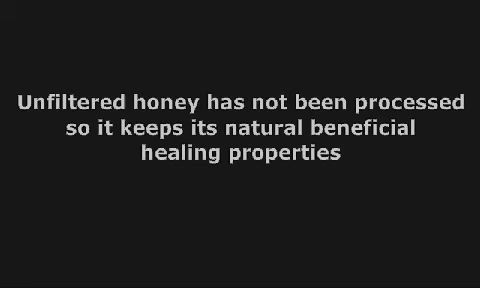 Unfiltered honey has not been processed
so it keeps its natural beneficial
healing properties